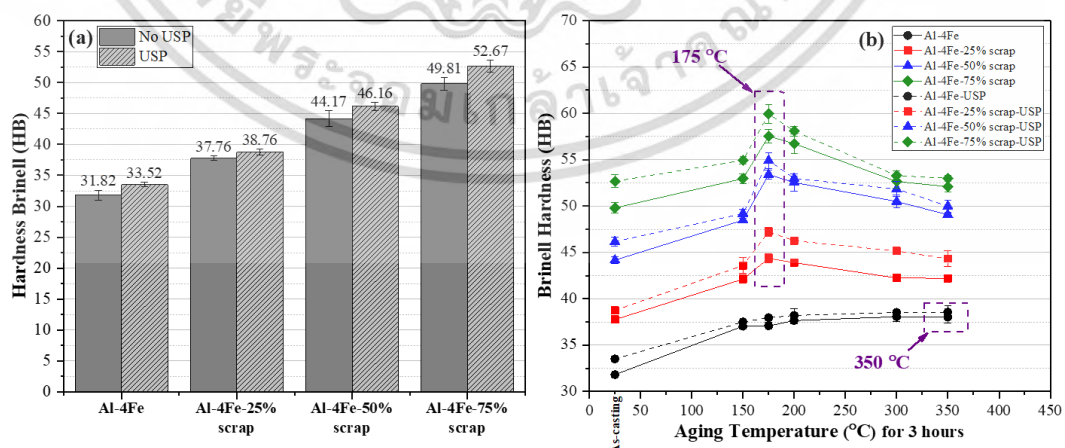 (a)
No USP
USP
Hardness Brinell (HB)
60
55
50
45
40
35
30
25
20
15
10
5
0
31.82
33.52
37.76
38.76
44.17
46.16
49.81
52.67
Al-4Fe
Al-4Fe-25%
scrap
Al-4Fe-50%
scrap
Al-4Fe-75%
scrap
(b)
Al-4Fe
Al-4Fe-25% scrap
Al-4Fe-50% scrap
Al-4Fe-75% scrap
Al-4Fe-USP
Al-4Fe-25% scrap-USP
Al-4Fe-50% scrap-USP
Al-4Fe-75% scrap-USP
175 °C
350 °C
Brinell Hardness (HB)
70
65
60
55
50
45
40
35
30
0
As-casting
50
100
150
200
250
300
350
400
450
Aging Temperature (°C) for 3 hours